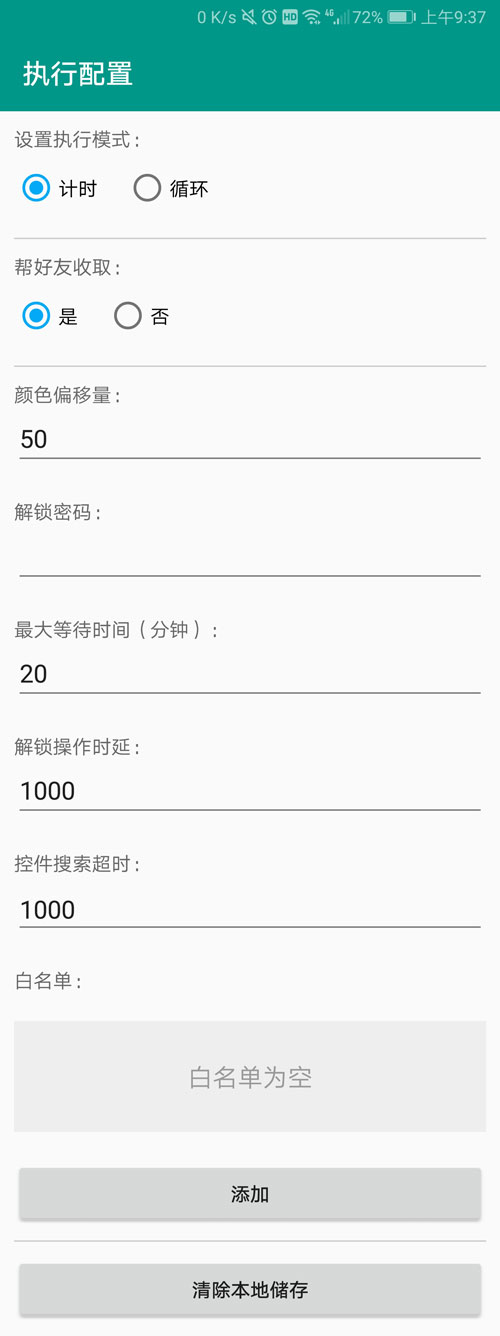 0 K/s HD 4G 72% 上午9:37
执行配置
设置执行模式:
计时 循环
帮好友收取:
是 否
颜色偏移量:
50
解锁密码:
最大等待时间（分钟）:
20
解锁操作时延:
1000
控件搜索超时:
1000
白名单:
白名单为空
添加
清除本地储存